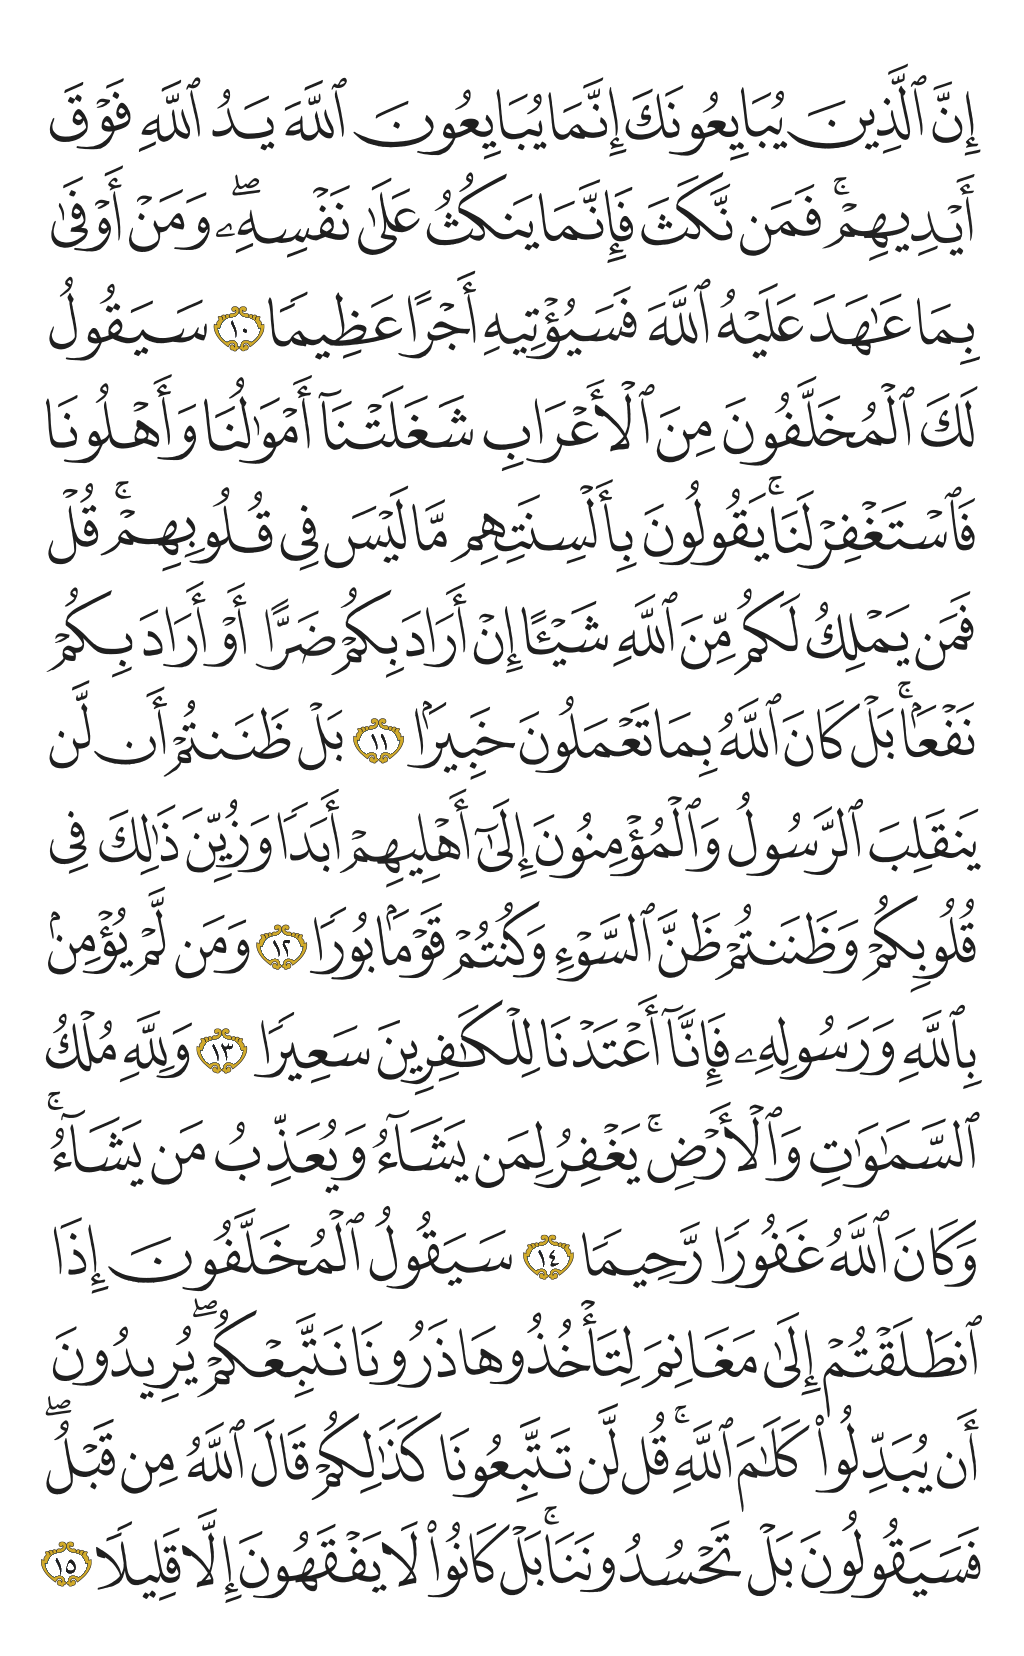 إِنَّ ٱلَّذِينَ يُبَايِعُونَكَ إِنَّمَا يُبَايِعُونَ ٱللَّهَ يَدُ ٱللَّهِ فَوْقَ
أَيْدِيهِمْۚ فَمَن نَّكَثَ فَإِنَّمَا يَنكُثُ عَلَىٰ نَفْسِهِۦۖ وَمَنْ أَوْفَىٰ
بِمَا عَٰهَدَ عَلَيْهُ ٱللَّهَ فَسَيُؤْتِيهِ أَجْرًا عَظِيمًا ١٠ سَيَقُولُ
لَكَ ٱلْمُخَلَّفُونَ مِنَ ٱلْأَعْرَابِ شَغَلَتْنَآ أَمْوَٰلُنَا وَأَهْلُونَا
فَٱسْتَغْفِرْ لَنَاۚ يَقُولُونَ بِأَلْسِنَتِهِم مَّا لَيْسَ فِى قُلُوبِهِمْۚ قُلْ
فَمَن يَمْلِكُ لَكُم مِّنَ ٱللَّهِ شَيْـًٔا إِنْ أَرَادَ بِكُمْ ضَرًّا أَوْ أَرَادَ بِكُمْ
نَفْعَۢاۚ بَلْ كَانَ ٱللَّهُ بِمَا تَعْمَلُونَ خَبِيرَۢا ١١ بَلْ ظَنَنتُمْ أَن لَّن
يَنقَلِبَ ٱلرَّسُولُ وَٱلْمُؤْمِنُونَ إِلَىٰٓ أَهْلِيهِمْ أَبَدًا وَزُيِّنَ ذَٰلِكَ فِى
قُلُوبِكُمْ وَظَنَنتُمْ ظَنَّ ٱلسَّوْءِ وَكُنتُمْ قَوْمَۢا بُورًا ١٢ وَمَن لَّمْ يُؤْمِنۢ
بِٱللَّهِ وَرَسُولِهِۦ فَإِنَّآ أَعْتَدْنَا لِلْكَٰفِرِينَ سَعِيرًا ١٣ وَلِلَّهِ مُلْكُ
ٱلسَّمَٰوَٰتِ وَٱلْأَرْضِۚ يَغْفِرُ لِمَن يَشَآءُ وَيُعَذِّبُ مَن يَشَآءُۚ
وَكَانَ ٱللَّهُ غَفُورًا رَّحِيمًا ١٤ سَيَقُولُ ٱلْمُخَلَّفُونَ إِذَا
ٱنطَلَقْتُمْ إِلَىٰ مَغَانِمَ لِتَأْخُذُوهَا ذَرُونَا نَتَّبِعْكُمْۖ يُرِيدُونَ
أَن يُبَدِّلُوا۟ كَلَٰمَ ٱللَّهِۚ قُل لَّن تَتَّبِعُونَا كَذَٰلِكُمْ قَالَ ٱللَّهُ مِن قَبْلُۖ
فَسَيَقُولُونَ بَلْ تَحْسُدُونَنَاۚ بَلْ كَانُوا۟ لَا يَفْقَهُونَ إِلَّا قَلِيلًا ١٥